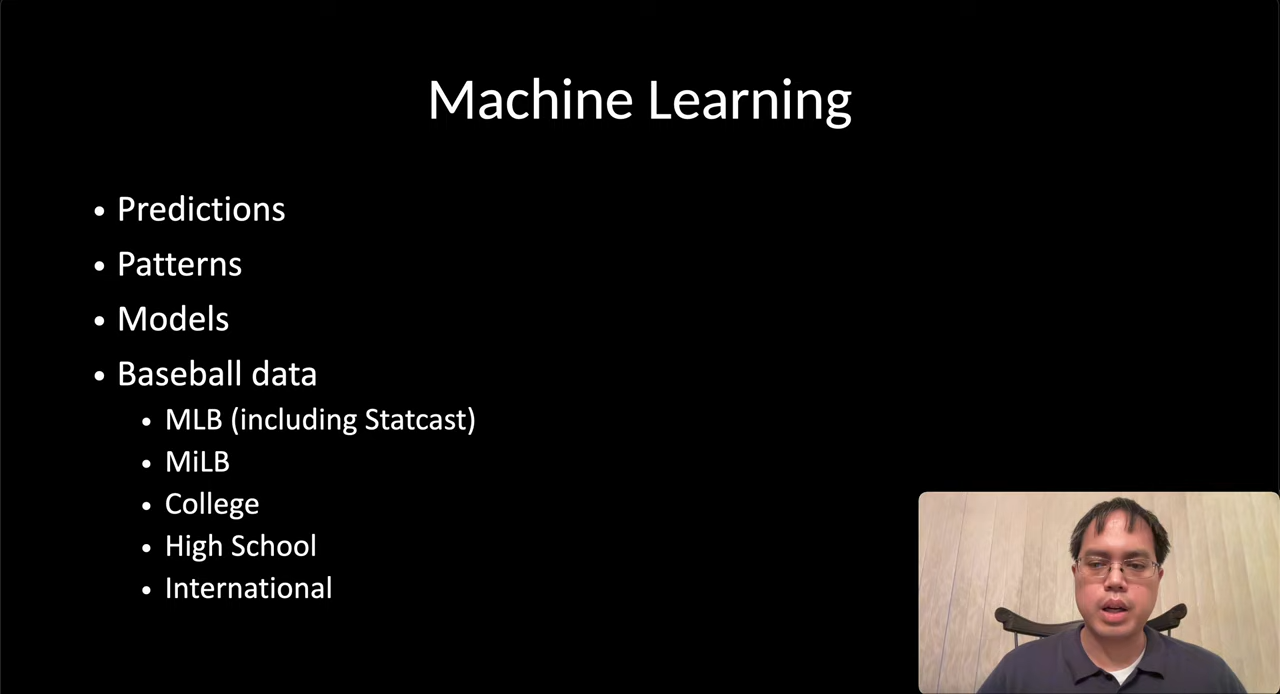 Machine Learning
• Predictions
• Patterns
• Models
• Baseball data
• MLB (including Statcast)
• MiLB
• College
• High School
• International